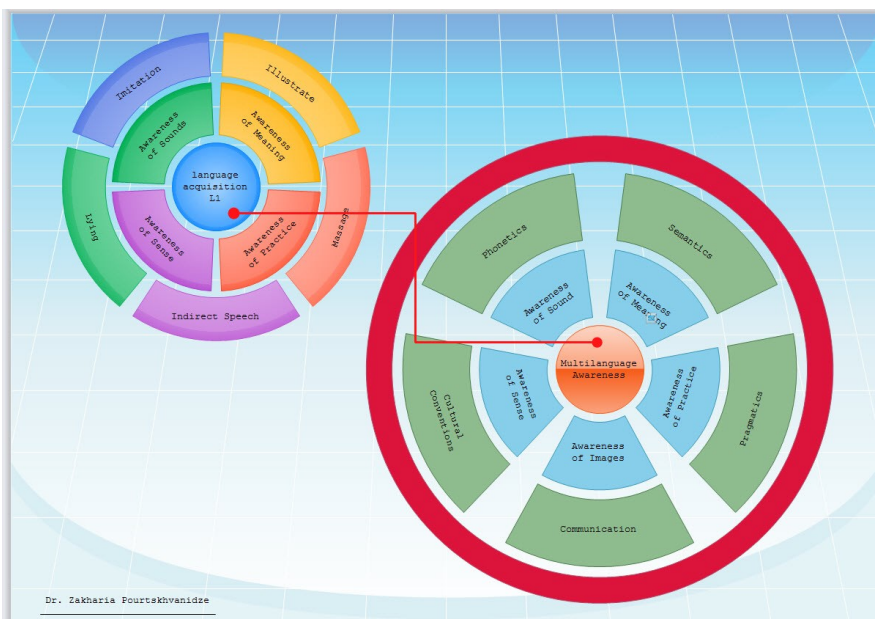 Imitation
Illustrate
Awareness
of Sounds
Awareness
of Meaning
language
acquisition
L1
Lying
Awareness
of Sense
Awareness
of Practice
Massage
Indirect Speech
Phonetics
Semantics
Awareness
of Sound
Awareness
of Meaning
Multilanguage
Awareness
Cultural
Conventions
Awareness
of Sense
Awareness
of Practice
Pragmatics
Awareness
of Images
Communication
Dr. Zakharia Pourtskhvanidze